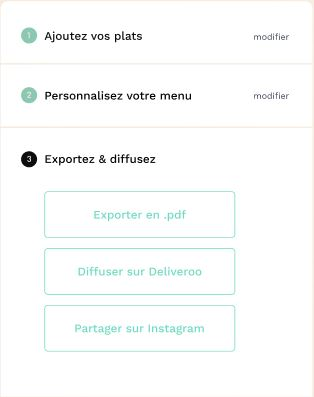 1 Ajoutez vos plats modifier
2 Personnalisez votre menu modifier
3 Exportez & diffusez
Exporter en .pdf
Diffuser sur Deliveroo
Partager sur Instagram